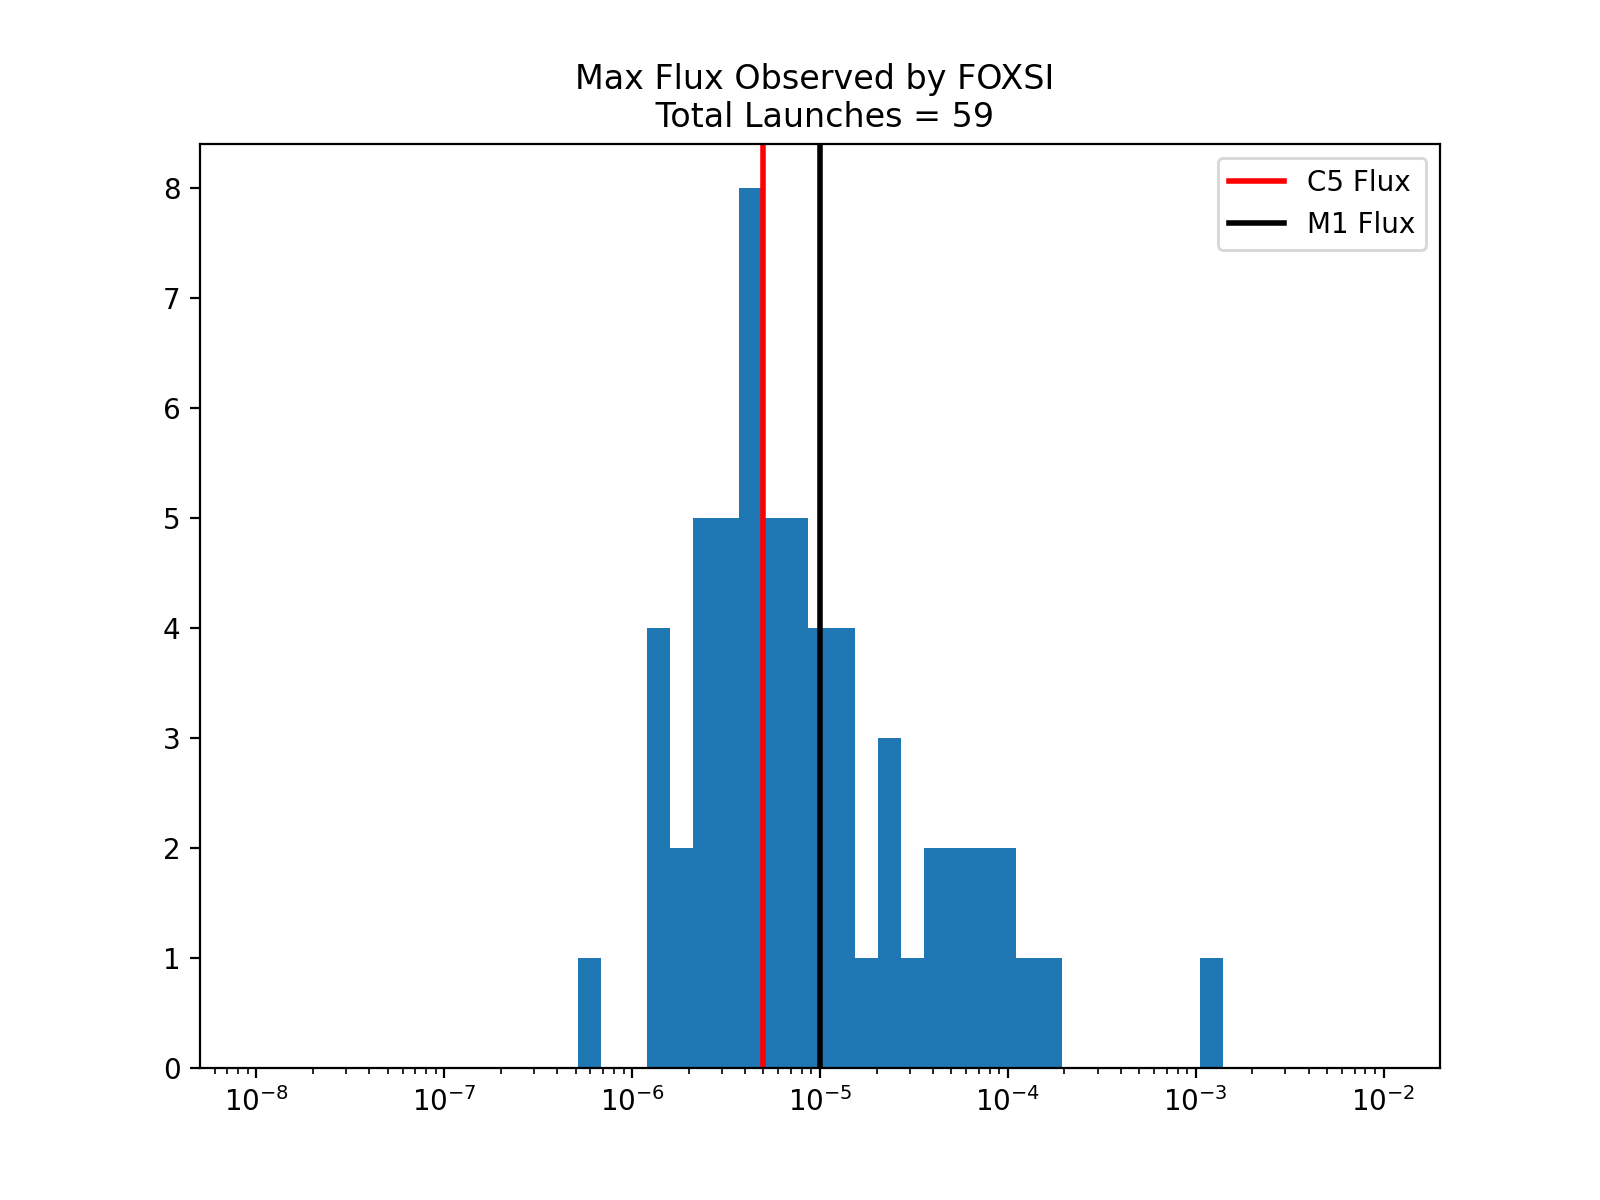 Max Flux Observed by FOXSI
Total Launches = 59
C5 Flux
M1 Flux
8
7
6
5
4
3
2
1
0
10⁻⁸ 10⁻⁷ 10⁻⁶ 10⁻⁵ 10⁻⁴ 10⁻³ 10⁻²